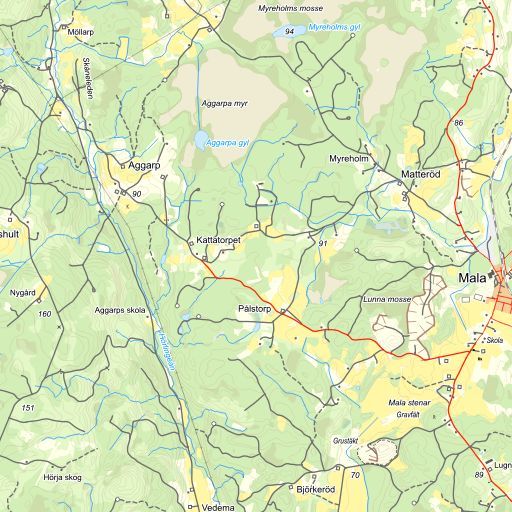 Myreholms mosse
Möllarp
94
Myreholms gyl
Skåneleden
Aggarpa myr
86
Aggarpa gyl
Aggarp
Myreholm
Matteröd
90
shult
Kattatorpet
91
Mala
Nygård
160
Lunna mosse
Aggarps skola
Pålstorp
Hörlingeån
Skola
Mala stenar
Gravfält
151
Grustäkt
Hörja skog
70
89
Lugn
Björkeröd
Vedema